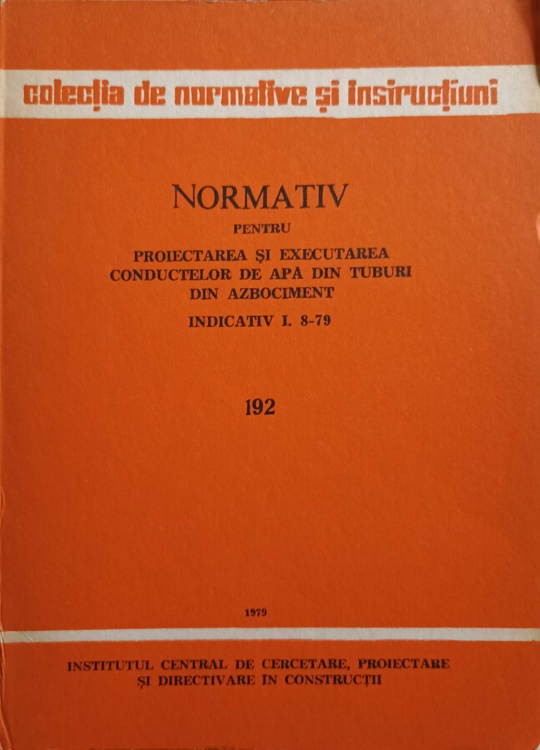 colecția de normative și insirucțiuni
NORMATIV
PENTRU
PROIECTAREA ȘI EXECUTAREA
CONDUCTELOR DE APĂ DIN TUBURI
DIN AZBOCIMENT
INDICATIV I. 8-79
192
1979
INSTITUTUL CENTRAL DE CERCETARE, PROIECTARE
ȘI DIRECTIVARE ÎN CONSTRUCȚII